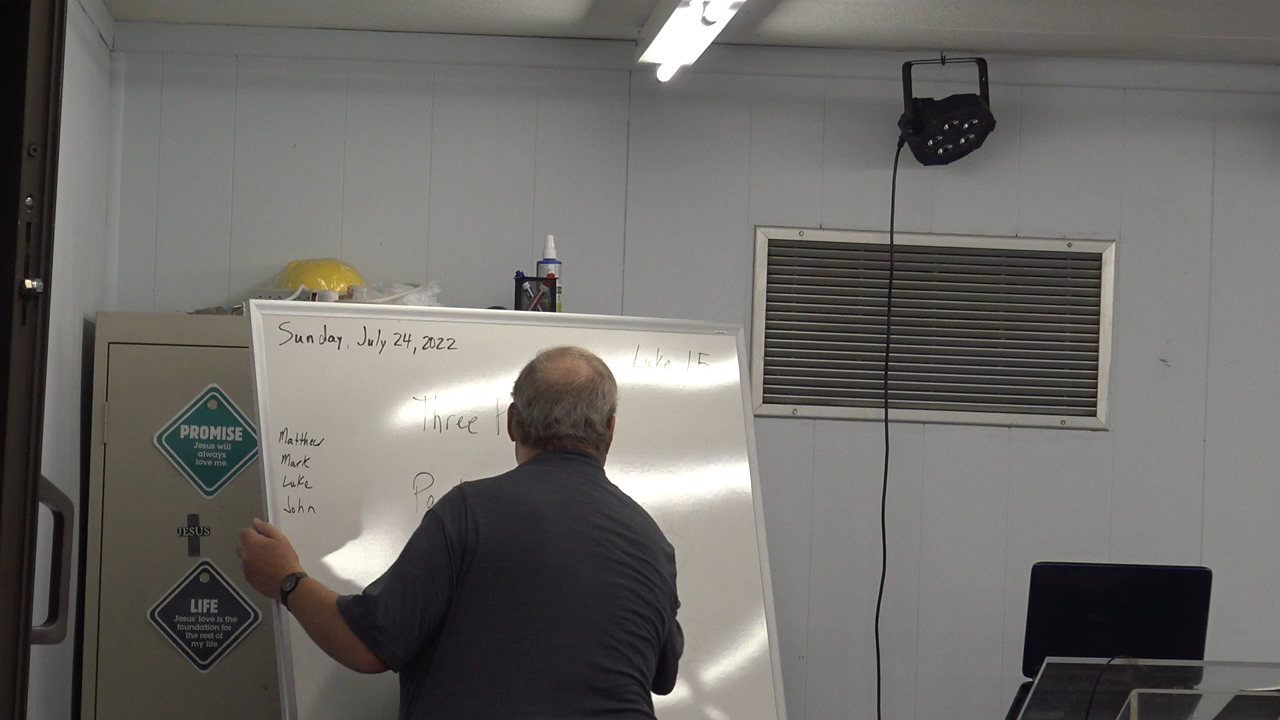 Sunday, July 24, 2022
Luke 15
Three
Matthew
Mark
Luke
John
PROMISE
Jesus will
always
love me.
JESUS
LIFE
Jesus' love is the
foundation for
the rest of
my life.